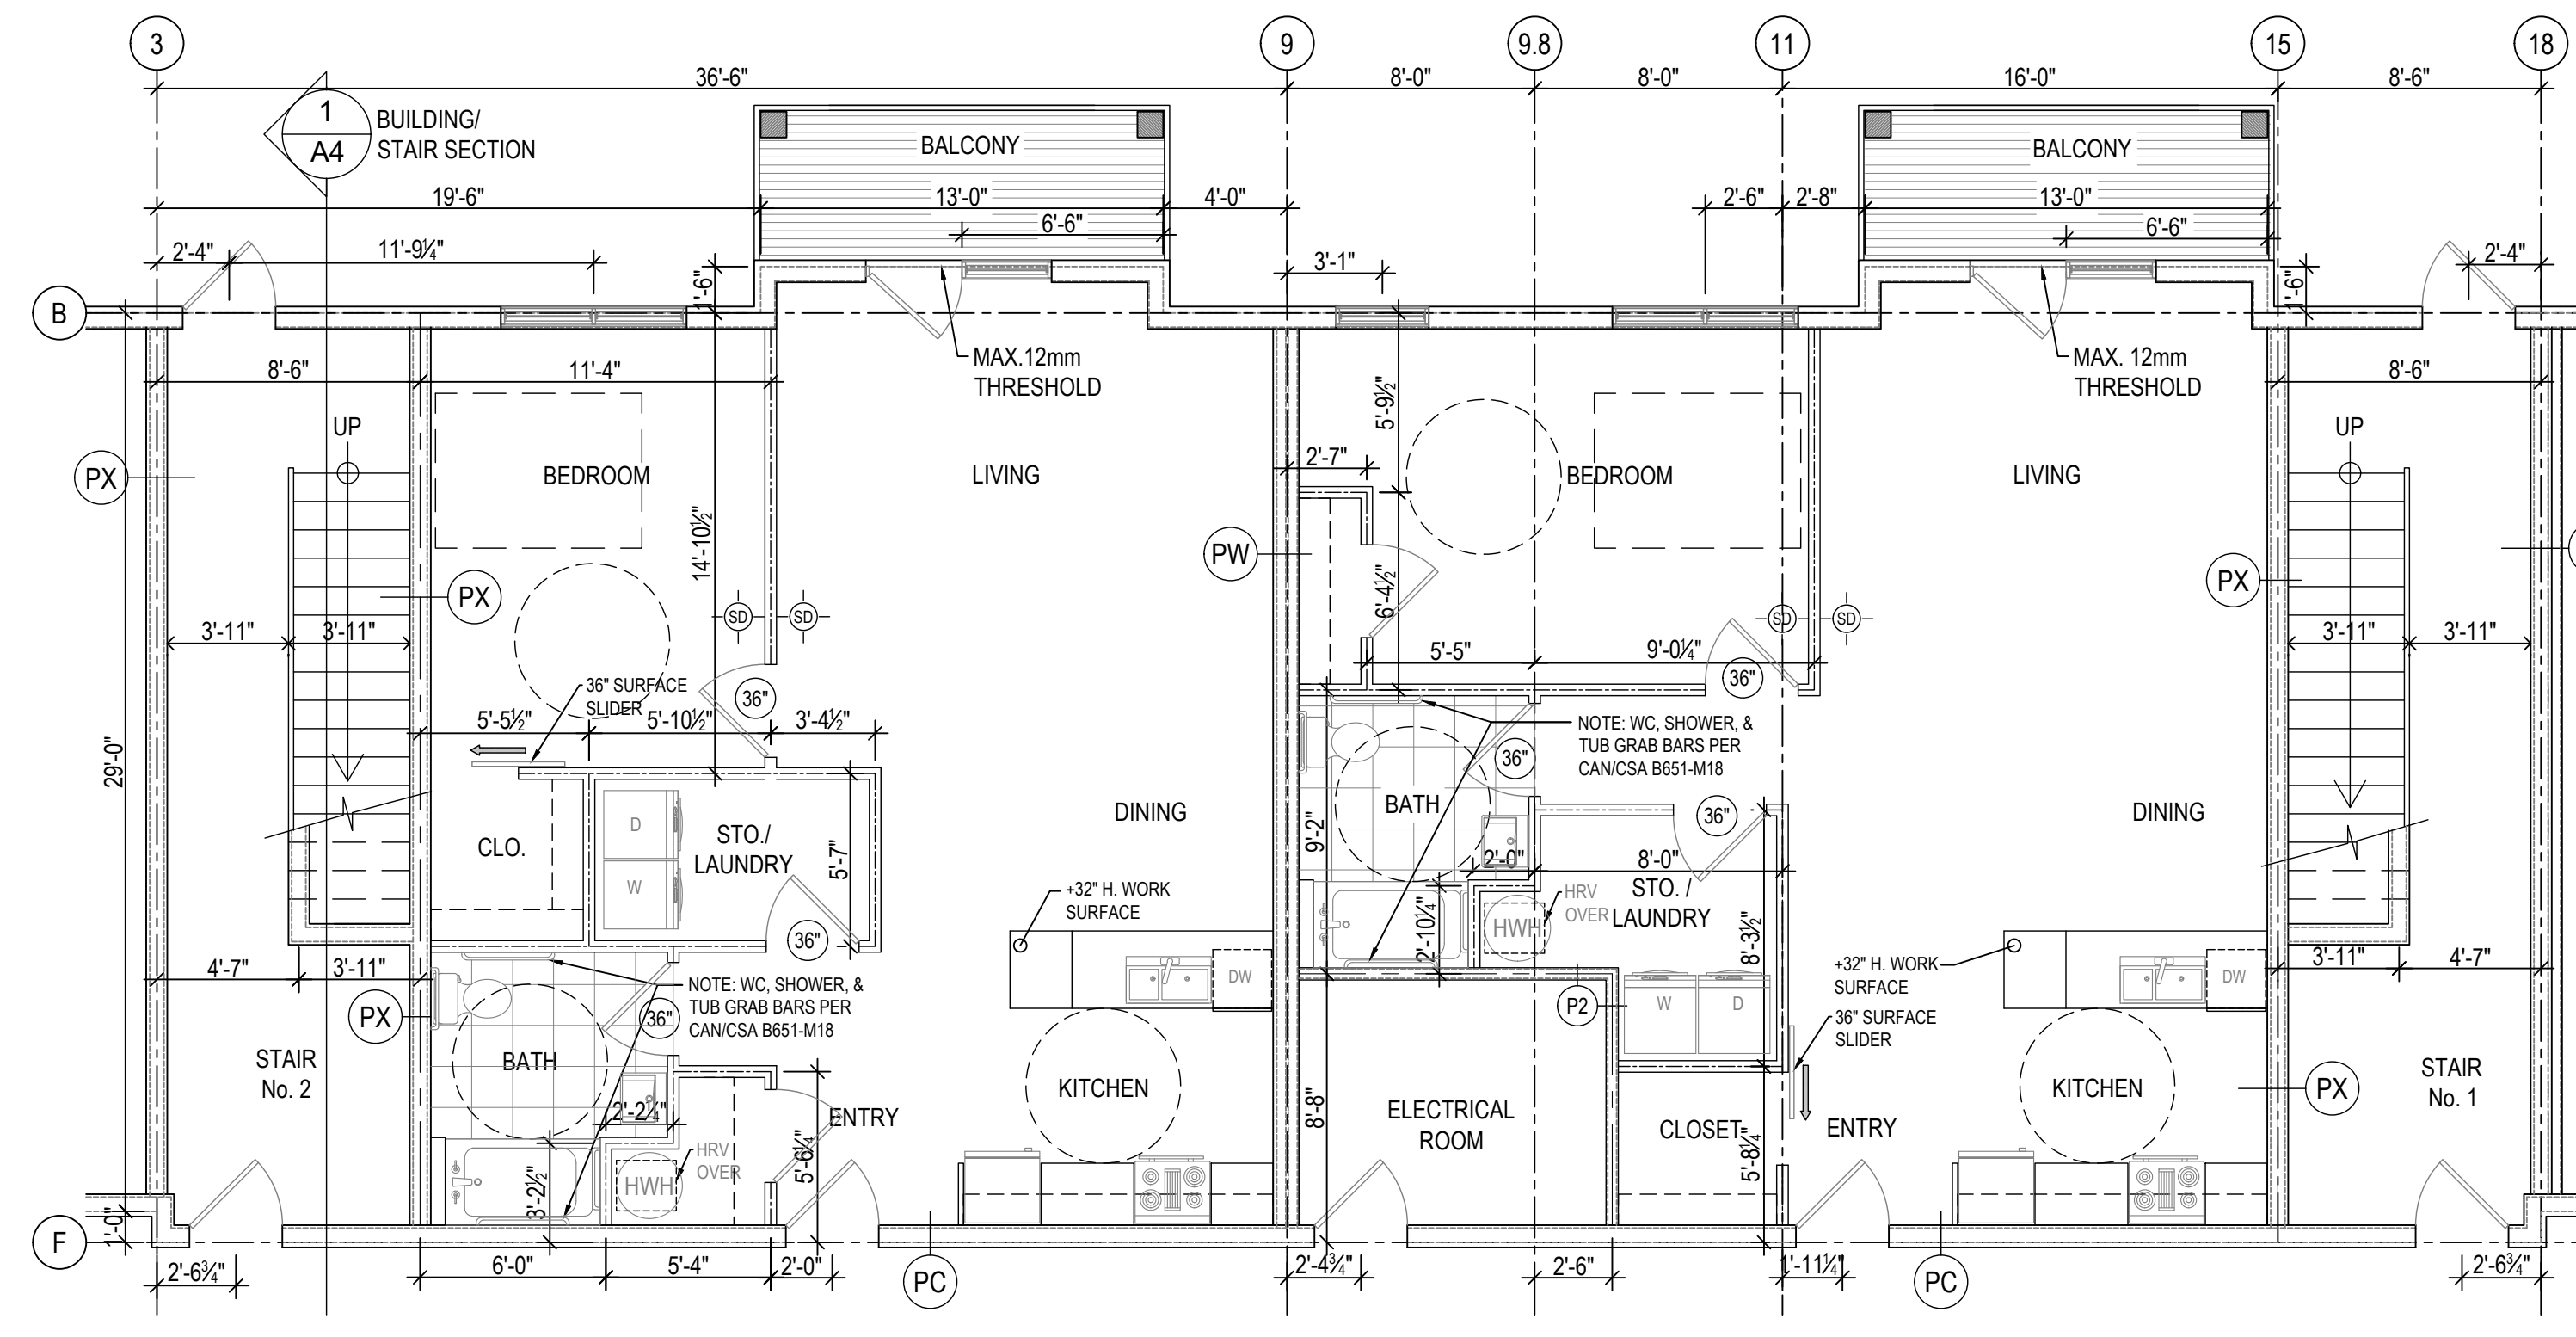 3
9
9.8
11
15
18
36'-6"
8'-0"
8'-0"
16'-0"
8'-6"
1
A4
BUILDING/
STAIR SECTION
BALCONY
BALCONY
19'-6"
13'-0"
4'-0"
2'-6"
2'-8"
13'-0"
6'-6"
6'-6"
2'-4"
11'-9¼"
1'-6"
3'-1"
2'-4"
1'-6"
B
MAX.12mm
THRESHOLD
MAX. 12mm
THRESHOLD
8'-6"
11'-4"
5'-9½"
8'-6"
UP
UP
PX
BEDROOM
LIVING
2'-7"
BEDROOM
LIVING
14'-10½"
PW
PX
PX
6'-4½"
SD
SD
SD
SD
3'-11"
3'-11"
3'-11"
3'-11"
5'-5"
9'-0¼"
36" SURFACE
SLIDER
36"
36"
5'-5½"
5'-10½"
3'-4½"
NOTE: WC, SHOWER, &
TUB GRAB BARS PER
CAN/CSA B651-M18
36"
29'-0"
BATH
DINING
DINING
36"
D
STO./
LAUNDRY
CLO.
5'-7"
9'-2"
2'-0"
8'-0"
W
+32" H. WORK
SURFACE
HRV
OVER
STO. /
LAUNDRY
HWH
2'-10¼"
8'-3½"
36"
4'-7"
3'-11"
DW
+32" H. WORK
SURFACE
DW
3'-11"
4'-7"
NOTE: WC, SHOWER, &
TUB GRAB BARS PER
CAN/CSA B651-M18
PX
36"
P2
W
D
36" SURFACE
SLIDER
STAIR
No. 2
BATH
KITCHEN
KITCHEN
PX
STAIR
No. 1
2'-2¼"
ENTRY
8'-8"
ELECTRICAL
ROOM
CLOSET
ENTRY
5'-6¼"
5'-8¼"
HRV
OVER
HWH
3'-2½"
1'-0"
F
2'-6¾"
6'-0"
5'-4"
2'-0"
PC
2'-4¾"
2'-6"
1'-11¼"
PC
2'-6¾"